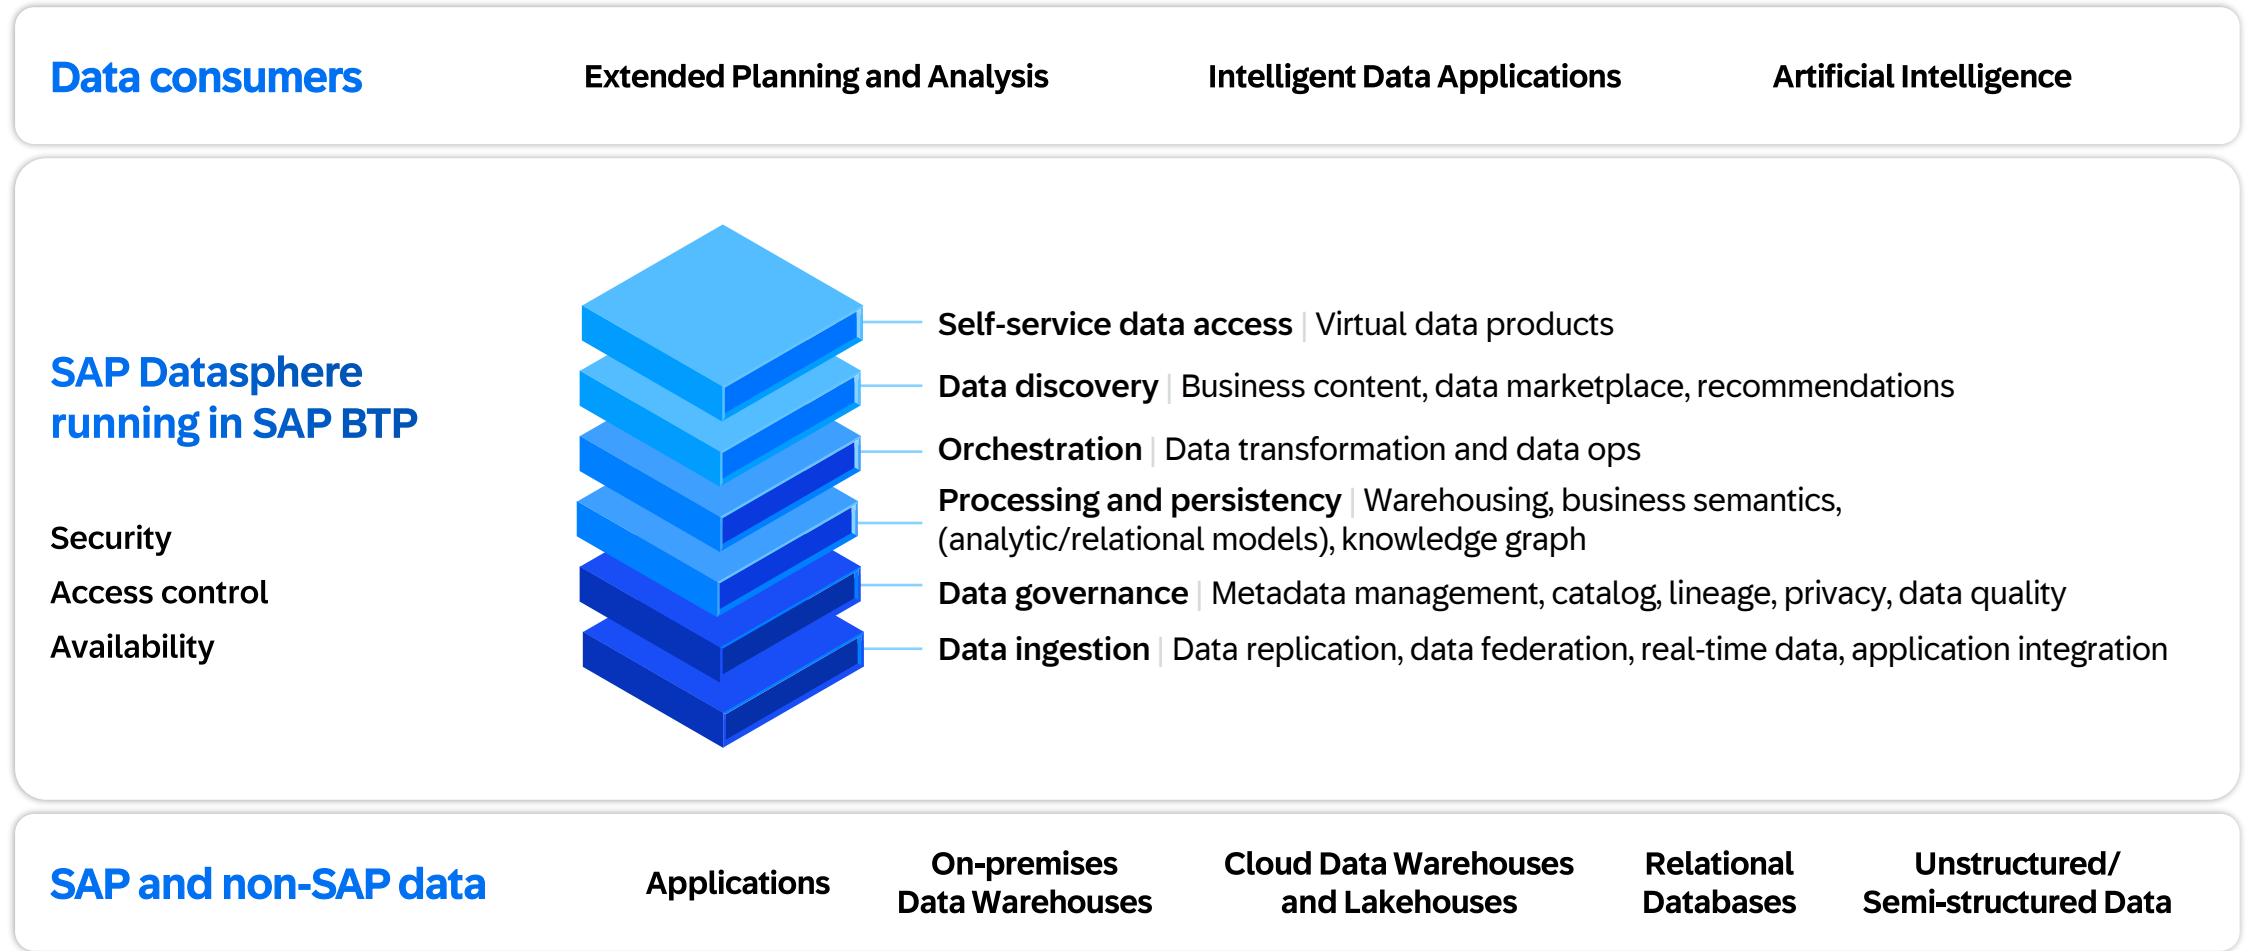 Data consumers
Extended Planning and Analysis
Intelligent Data Applications
Artificial Intelligence
SAP Datasphere
running in SAP BTP
Security
Access control
Availability
Self-service data access | Virtual data products
Data discovery | Business content, data marketplace, recommendations
Orchestration | Data transformation and data ops
Processing and persistency | Warehousing, business semantics,
(analytic/relational models), knowledge graph
Data governance | Metadata management, catalog, lineage, privacy, data quality
Data ingestion | Data replication, data federation, real-time data, application integration
SAP and non-SAP data
Applications
On-premises
Data Warehouses
Cloud Data Warehouses
and Lakehouses
Relational
Databases
Unstructured/
Semi-structured Data